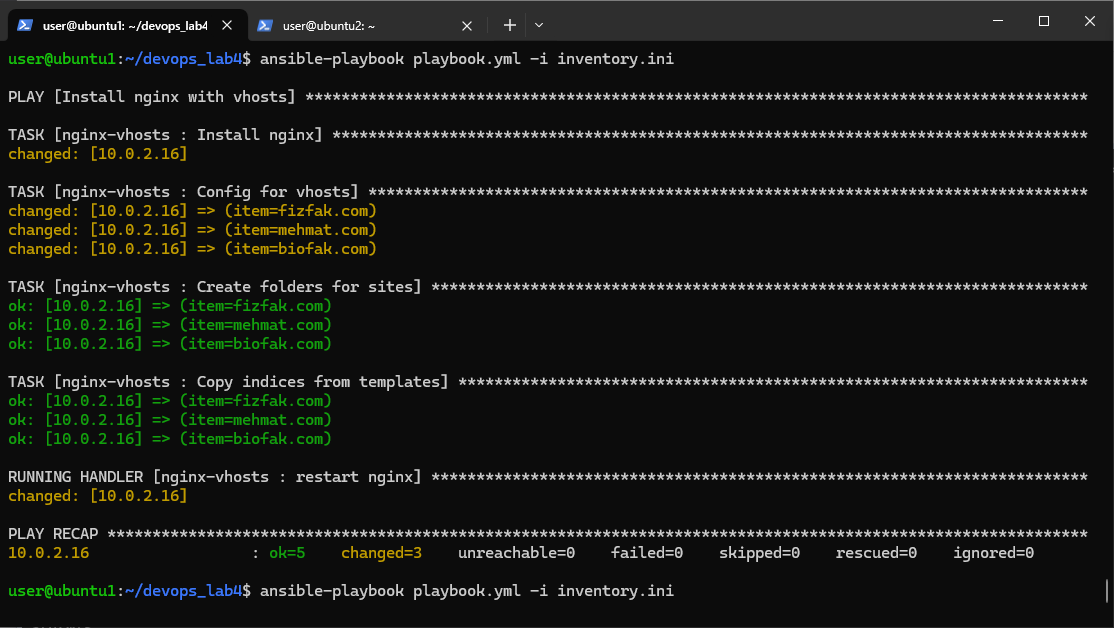 user@ubuntu1: ~/devops_lab4
user@ubuntu2: ~
user@ubuntu1:~/devops_lab4$ ansible-playbook playbook.yml -i inventory.ini
PLAY [Install nginx with vhosts] ***************************************************************************************
TASK [nginx-vhosts : Install nginx] ************************************************************************************
changed: [10.0.2.16]
TASK [nginx-vhosts : Config for vhosts] ********************************************************************************
changed: [10.0.2.16] => (item=fizfak.com)
changed: [10.0.2.16] => (item=mehmat.com)
changed: [10.0.2.16] => (item=biofak.com)
TASK [nginx-vhosts : Create folders for sites] *************************************************************************
ok: [10.0.2.16] => (item=fizfak.com)
ok: [10.0.2.16] => (item=mehmat.com)
ok: [10.0.2.16] => (item=biofak.com)
TASK [nginx-vhosts : Copy indices from templates] **********************************************************************
ok: [10.0.2.16] => (item=fizfak.com)
ok: [10.0.2.16] => (item=mehmat.com)
ok: [10.0.2.16] => (item=biofak.com)
RUNNING HANDLER [nginx-vhosts : restart nginx] *************************************************************************
changed: [10.0.2.16]
PLAY RECAP *************************************************************************************************************
10.0.2.16 : ok=5 changed=3 unreachable=0 failed=0 skipped=0 rescued=0 ignored=0
user@ubuntu1:~/devops_lab4$ ansible-playbook playbook.yml -i inventory.ini